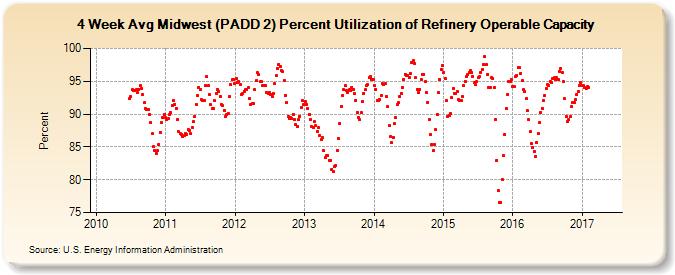 4 Week Avg Midwest (PADD 2) Percent Utilization of Refinery Operable Capacity
Percent
100
95
90
85
80
75
2010 2011 2012 2013 2014 2015 2016 2017
Source: U.S. Energy Information Administration